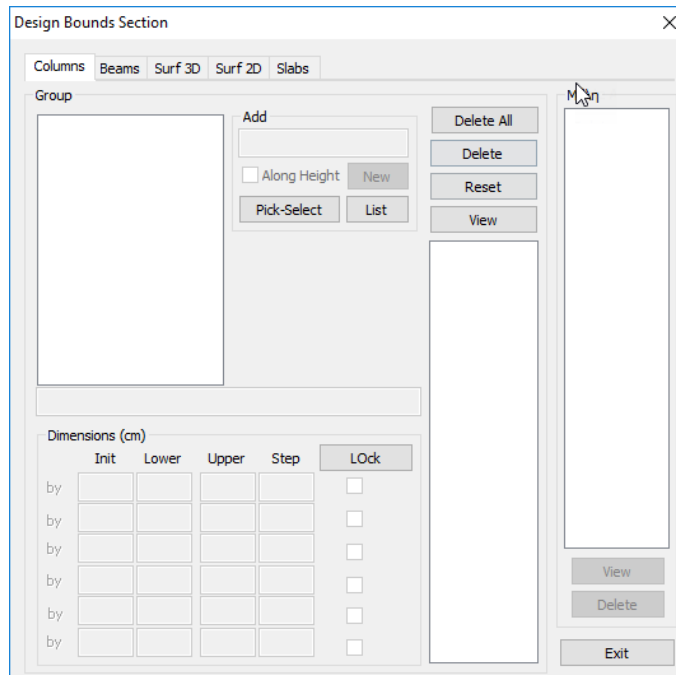 Design Bounds Section
Columns Beams Surf 3D Surf 2D Slabs
Group
Add
Along Height New
Pick-Select List
Delete All
Delete
Reset
View
Dimensions (cm)
Init Lower Upper Step LOck
by
by
by
by
by
by
View
Delete
Exit